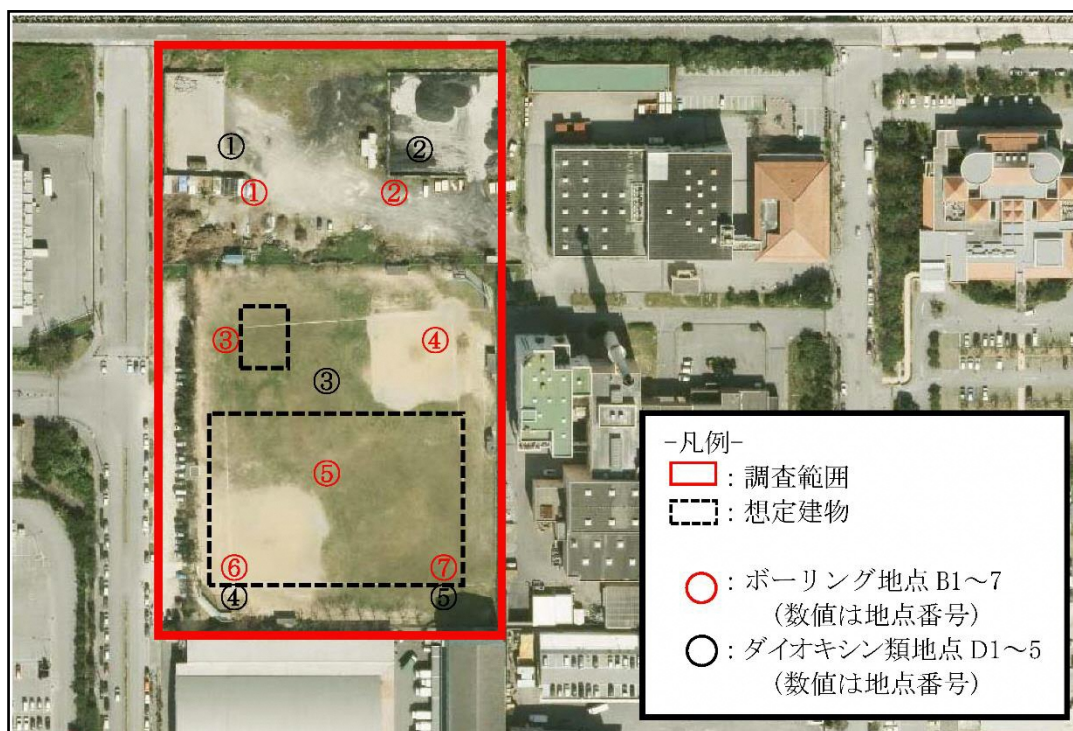 ①
②
①
②
③
④
③
⑤
⑥
⑦
④
⑤
-凡例-
：調査範囲
：想定建物
：ボーリング地点 B1～7
（数値は地点番号）
：ダイオキシン類地点 D1～5
（数値は地点番号）